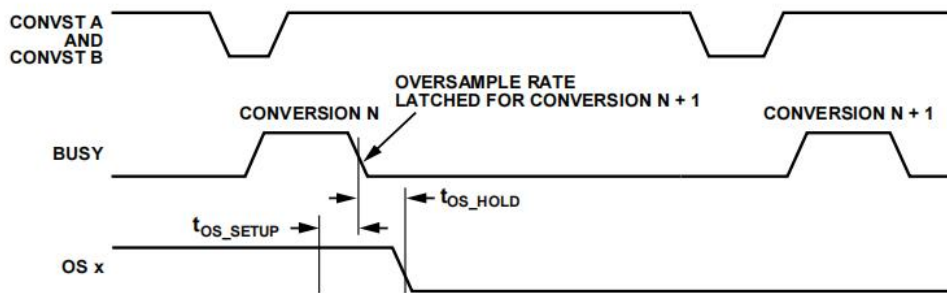 CONVST A
AND
CONVST B
OVERSAMPLE RATE
LATCHED FOR CONVERSION N + 1
CONVERSION N
CONVERSION N + 1
BUSY
tOS_HOLD
tOS_SETUP
OS x